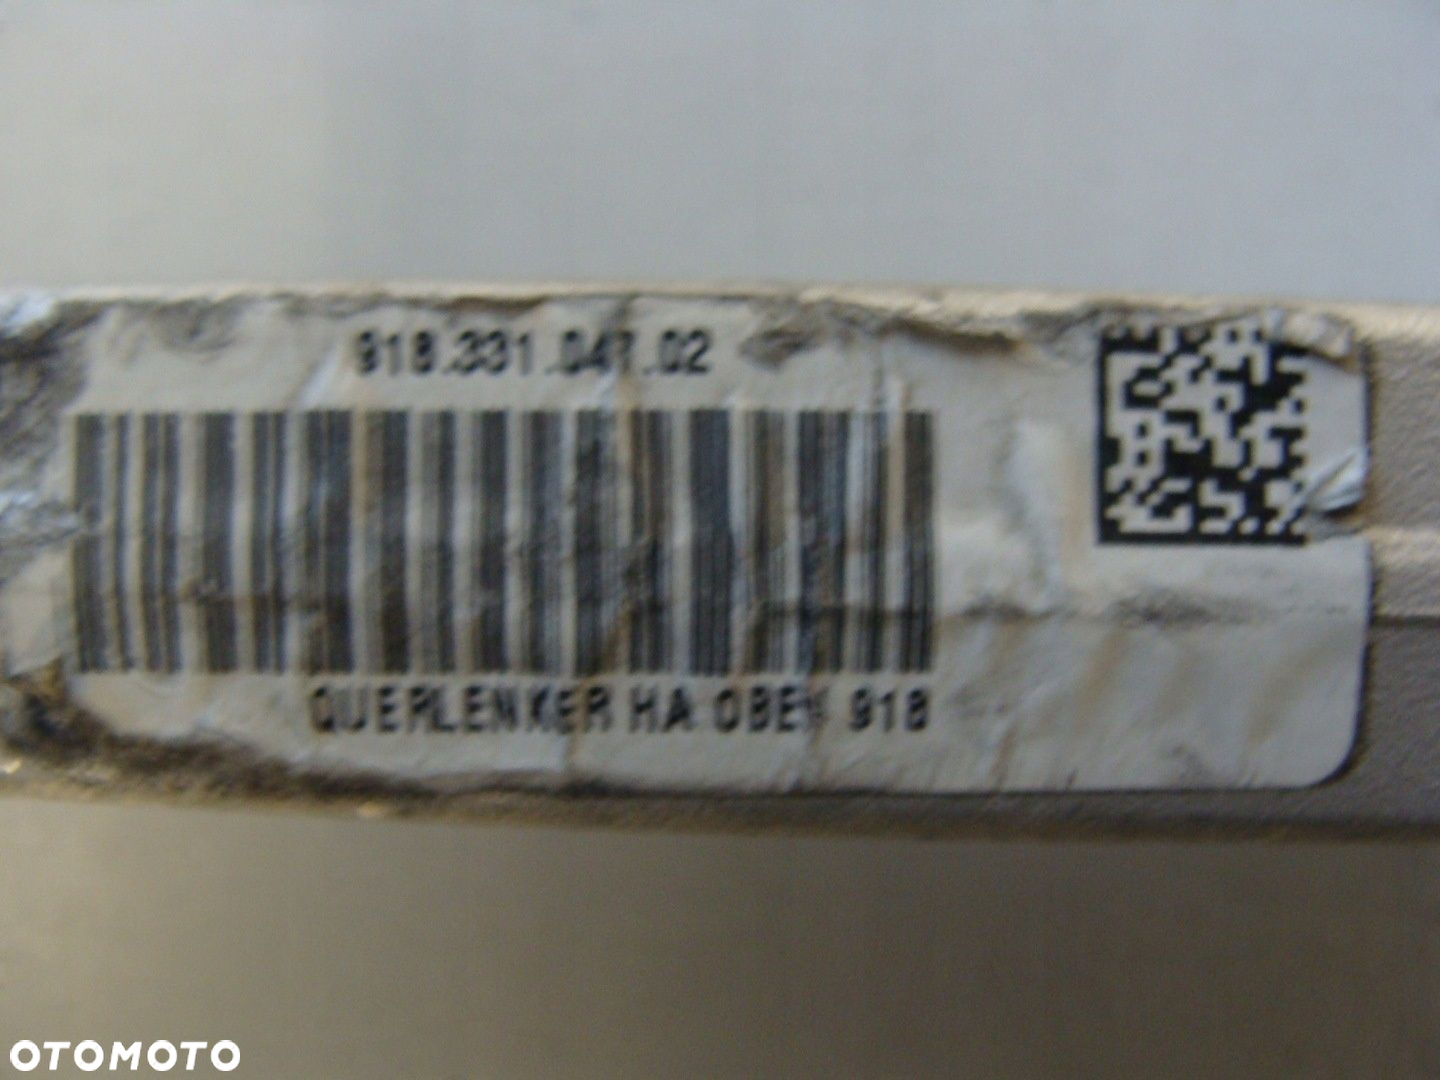 918.331.047.02
QUERLENKER HA OBEN 918
OTOMOTO